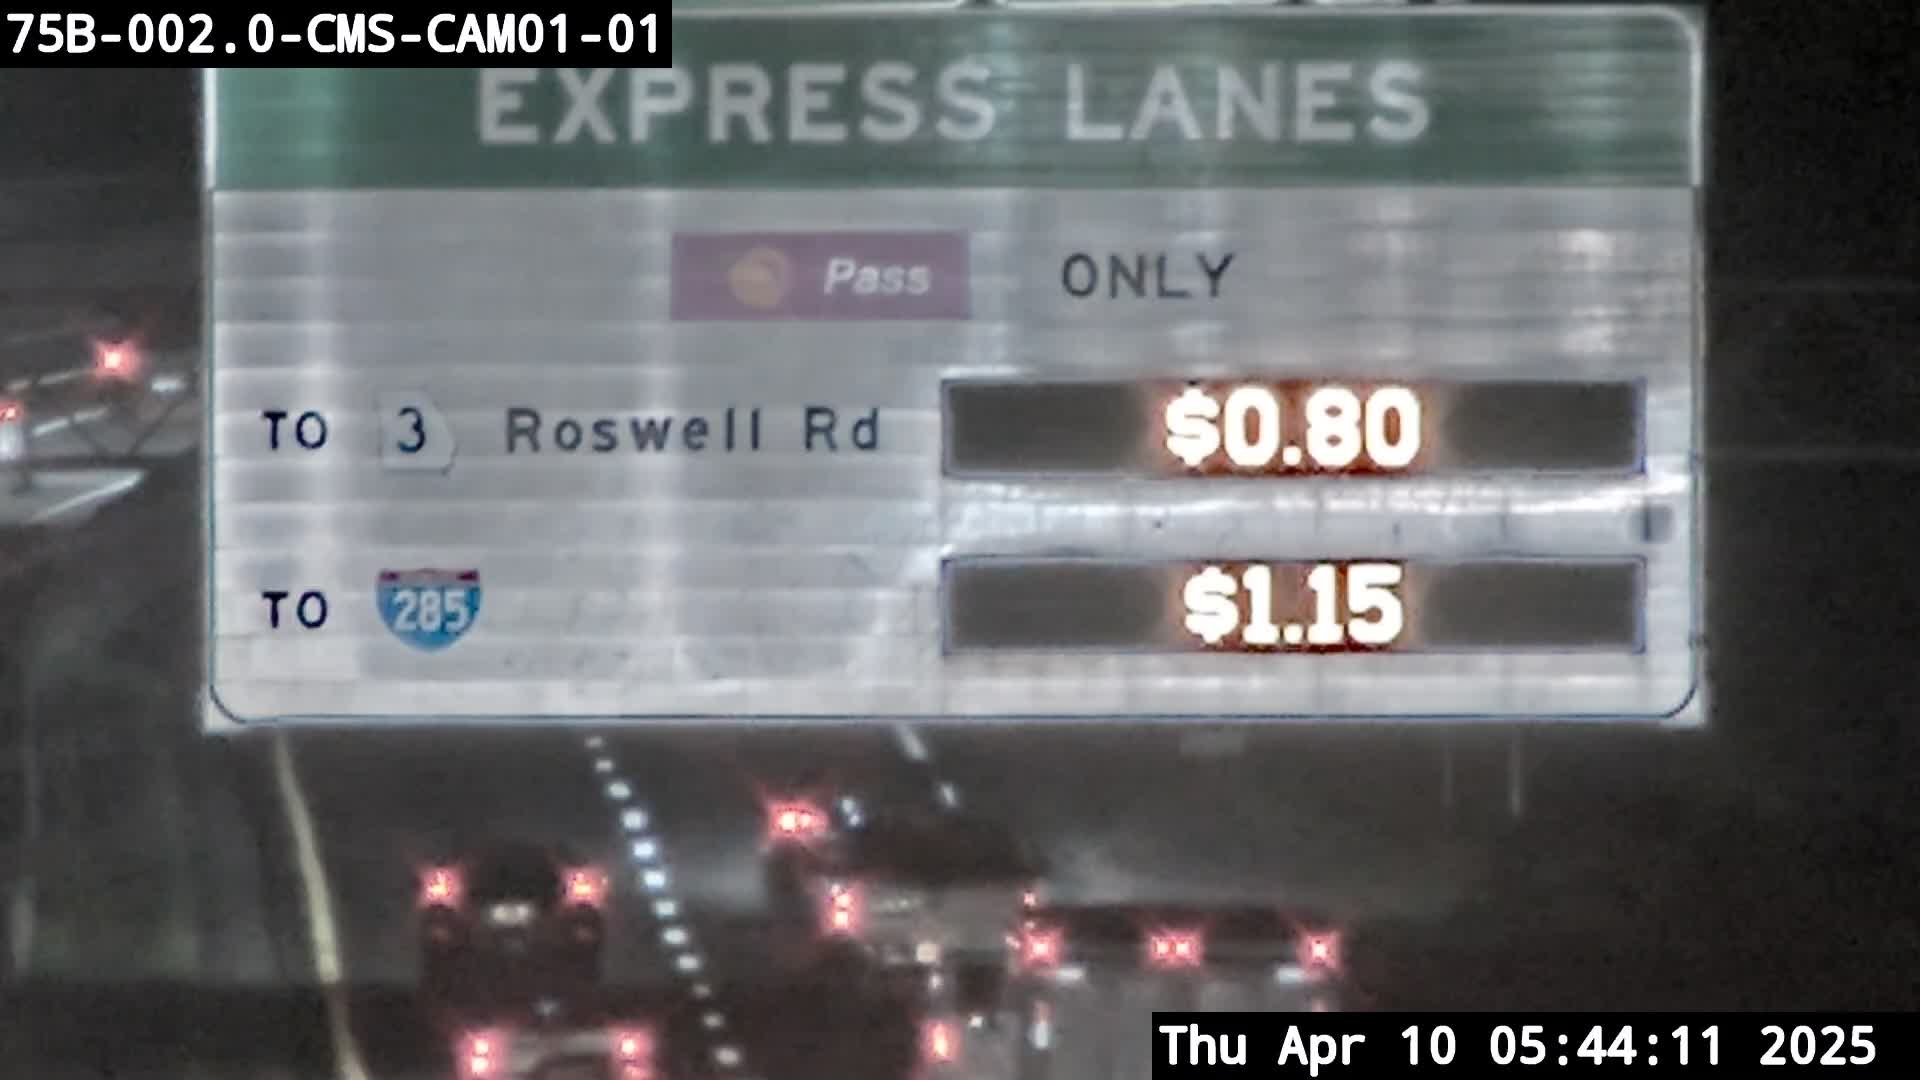 75B-002.0-CMS-CAM01-01
EXPRESS LANES
Pass ONLY
TO 3 Roswell Rd $0.80
TO 285 $1.15
Thu Apr 10 05:44:11 2025